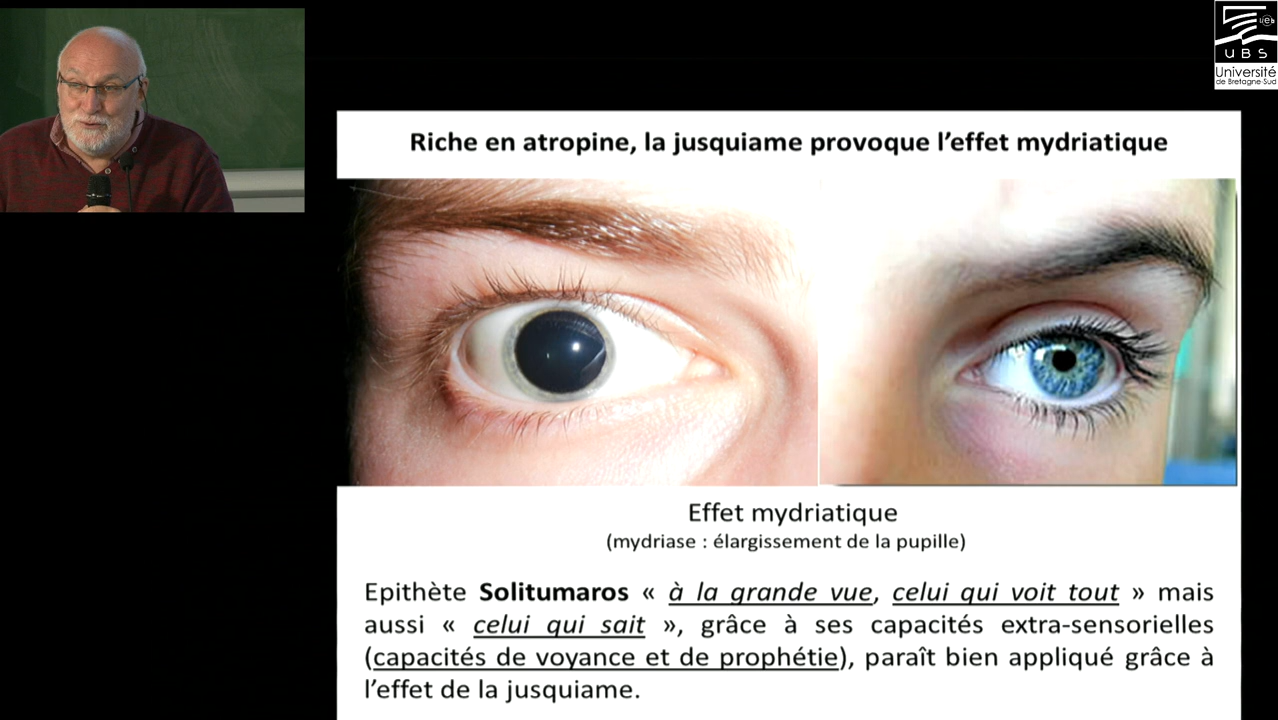 UBS
Université
de Bretagne-Sud
Riche en atropine, la jusquiame provoque l’effet mydriatique
Effet mydriatique
(mydriase : élargissement de la pupille)
Epithète Solitumaros « à la grande vue, celui qui voit tout » mais
aussi « celui qui sait », grâce à ses capacités extra-sensorielles
(capacités de voyance et de prophétie), paraît bien appliqué grâce à
l’effet de la jusquiame.